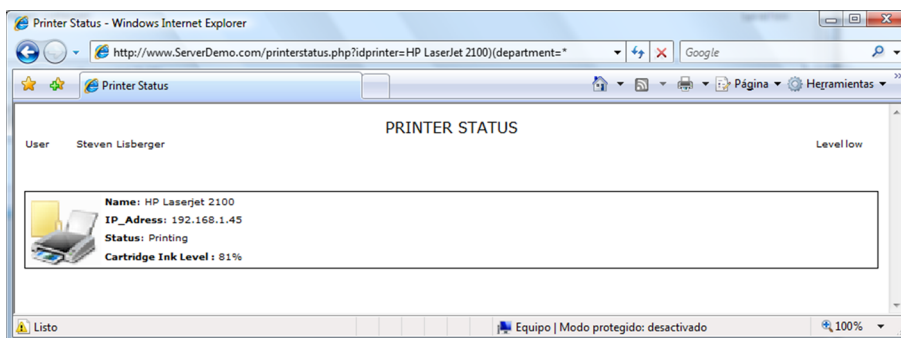 Printer Status - Windows Internet Explorer
http://www.ServerDemo.com/printerstatus.php?idprinter=HP LaserJet 2100)(department=*
Google
Printer Status
Página
Herramientas
PRINTER STATUS
User Steven Lisberger Level low
Name: HP Laserjet 2100
IP_Adress: 192.168.1.45
Status: Printing
Cartridge Ink Level : 81%
Listo
Equipo | Modo protegido: desactivado
100%